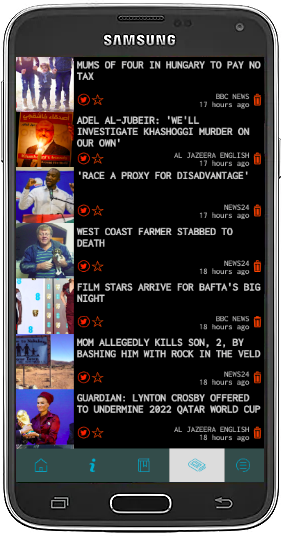 SAMSUNG
MUMS OF FOUR IN HUNGARY TO PAY NO
TAX
BBC NEWS
17 hours ago
ADEL AL-JUBEIR: 'WE'LL
INVESTIGATE KHASHOGGI MURDER ON
OUR OWN'
AL JAZEERA ENGLISH
17 hours ago
'RACE A PROXY FOR DISADVANTAGE'
NEWS24
17 hours ago
WEST COAST FARMER STABBED TO
DEATH
NEWS24
18 hours ago
FILM STARS ARRIVE FOR BAFTA'S BIG
NIGHT
BBC NEWS
18 hours ago
MOM ALLEGEDLY KILLS SON, 2, BY
BASHING HIM WITH ROCK IN THE VELD
NEWS24
18 hours ago
GUARDIAN: LYNTON CROSBY OFFERED
TO UNDERMINE 2022 QATAR WORLD CUP
AL JAZEERA ENGLISH
18 hours ago